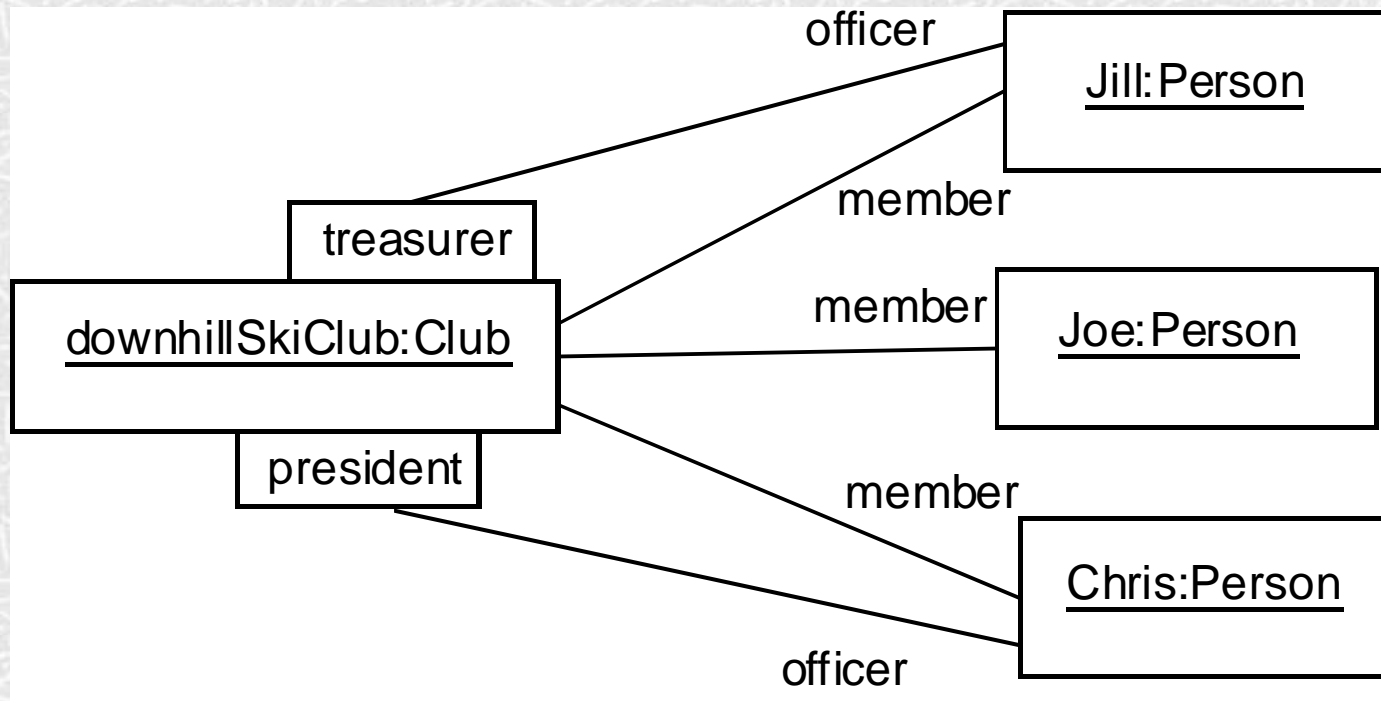 officer
Jill:Person
member
treasurer
member
downhillSkiClub:Club
Joe:Person
president
member
Chris:Person
officer